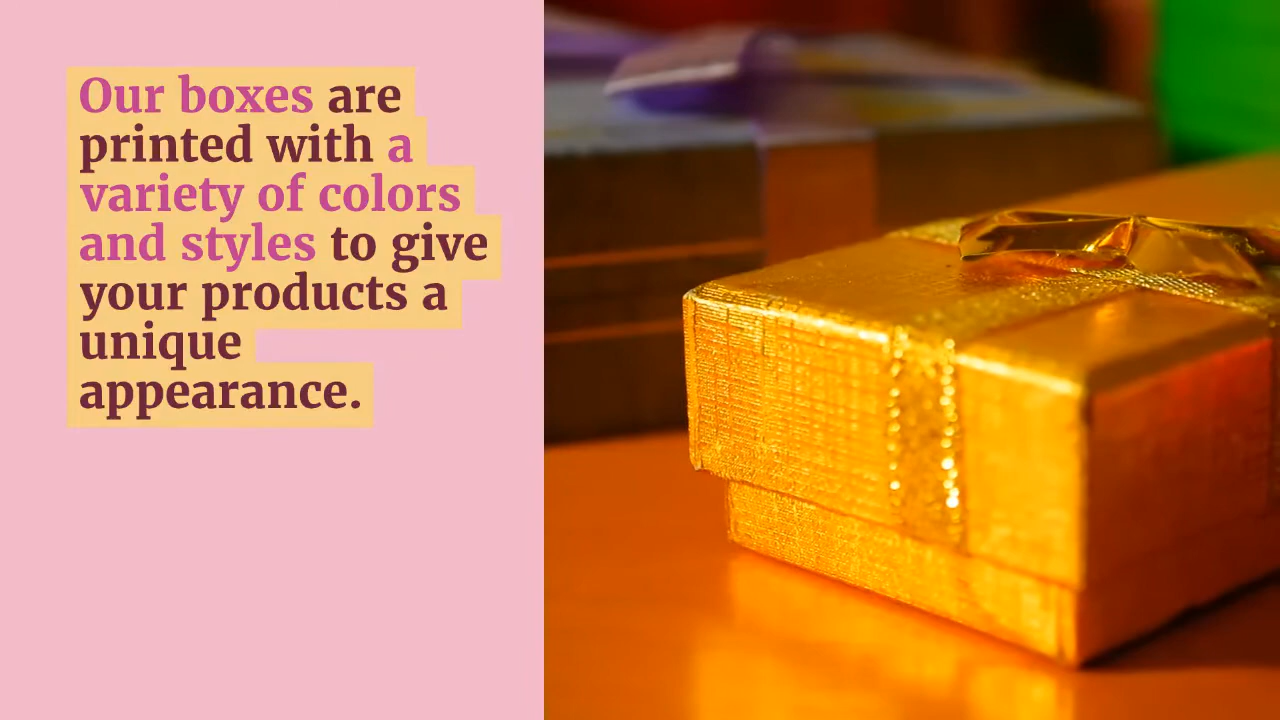 Our boxes are
printed with a
variety of colors
and styles to give
your products a
unique
appearance.